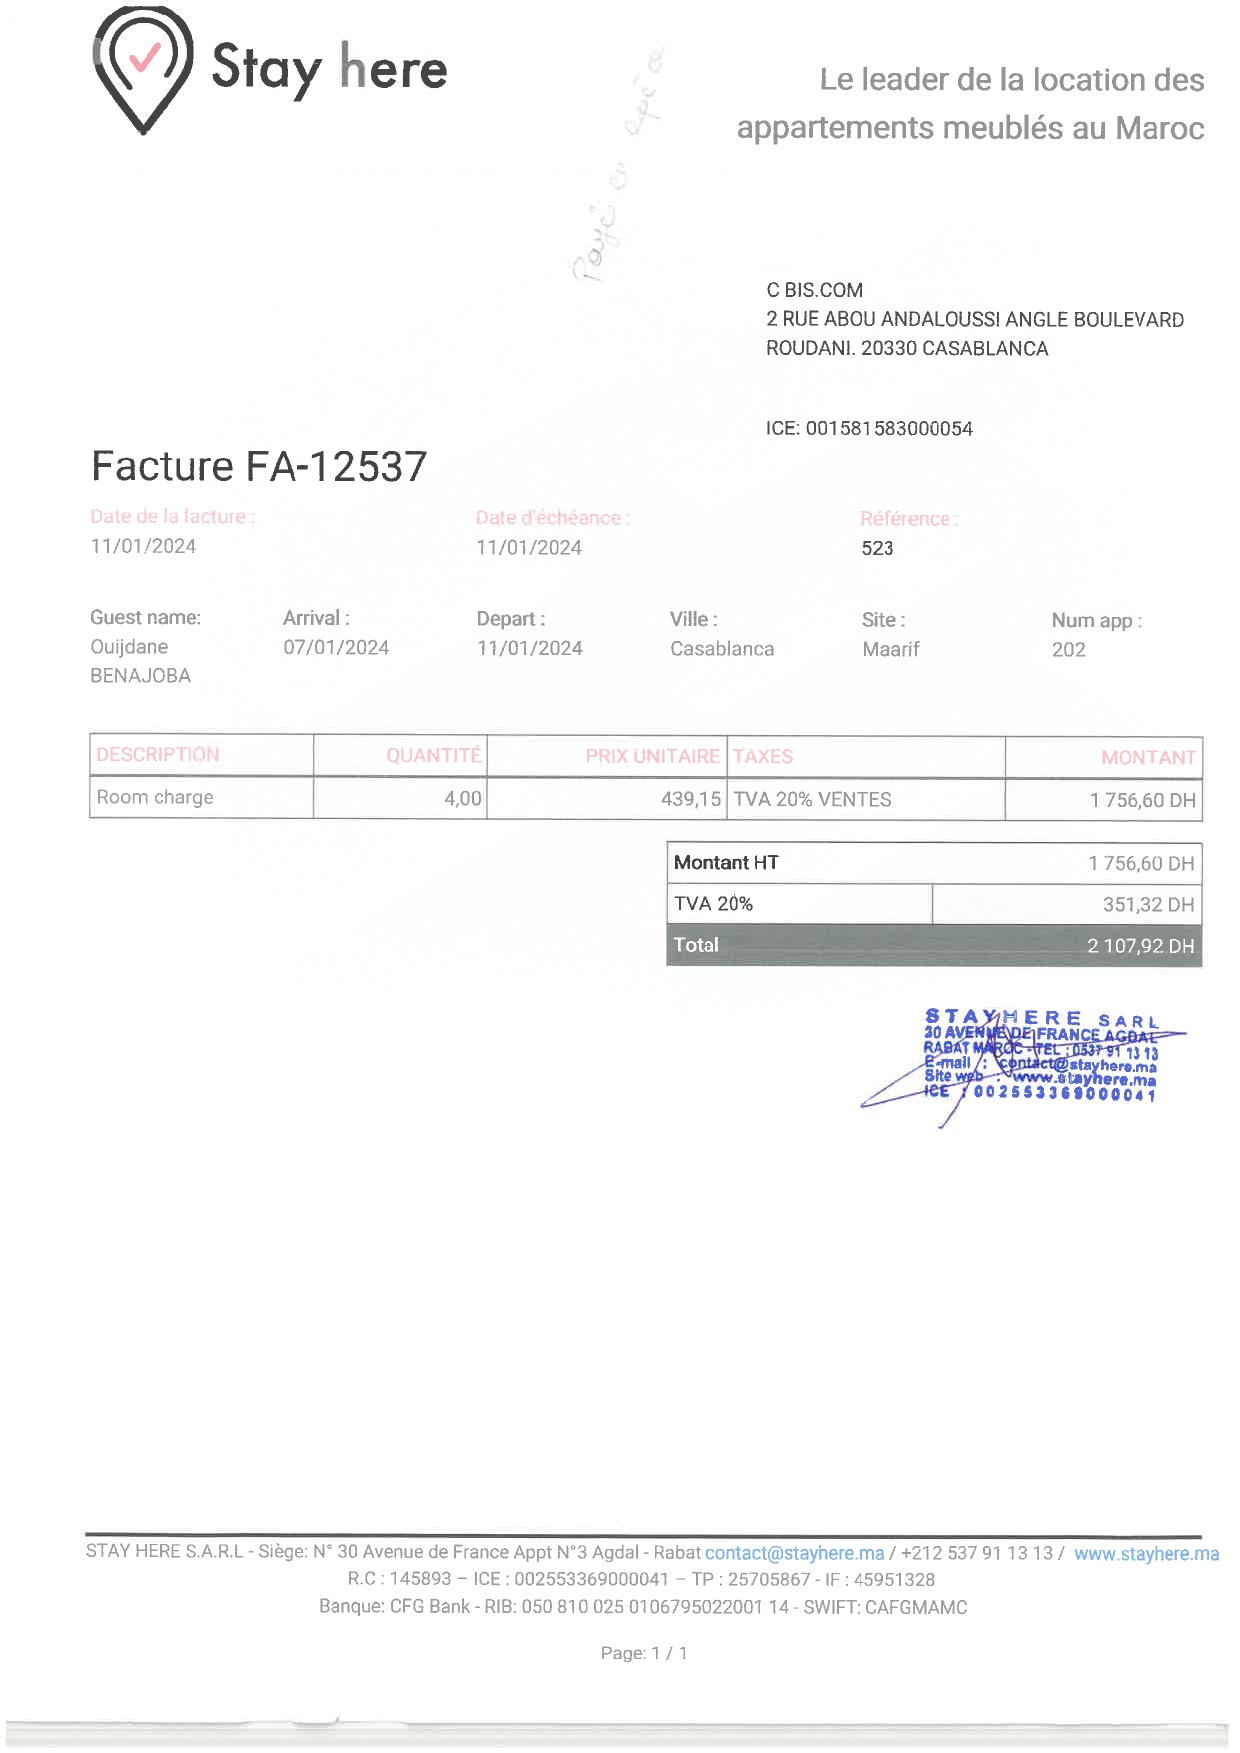 Stay here
Le leader de la location des
appartements meublés au Maroc
Payé en
C BIS.COM
2 RUE ABOU ANDALOUSSI ANGLE BOULEVARD
ROUDANI. 20330 CASABLANCA
ICE: 001581583000054
Facture FA-12537
Date de la facture : Date d'échéance : Référence :
11/01/2024 11/01/2024 523
Guest name: Arrival : Depart : Ville : Site : Num app :
Ouijdane 07/01/2024 11/01/2024 Casablanca Maarif 202
BENAJOBA
DESCRIPTION QUANTITÉ PRIX UNITAIRE TAXES MONTANT
Room charge 4,00 439,15 TVA 20% VENTES 1 756,60 DH
Montant HT 1 756,60 DH
TVA 20% 351,32 DH
Total 2 107,92 DH
STAYHERE SARL
30 AVENUE DE FRANCE AGDAL
RABAT MAROC - TEL : 0537 91 13 13
E-mail : contact@stayhere.ma
Site web : www.stayhere.ma
ICE : 002553369000041
STAY HERE S.A.R.L - Siège: N° 30 Avenue de France Appt N°3 Agdal - Rabat contact@stayhere.ma / +212 537 91 13 13 / www.stayhere.ma
R.C : 145893 – ICE : 002553369000041 – TP : 25705867 - IF : 45951328
Banque: CFG Bank - RIB: 050 810 025 0106795022001 14 - SWIFT: CAFGMAMC
Page: 1 / 1